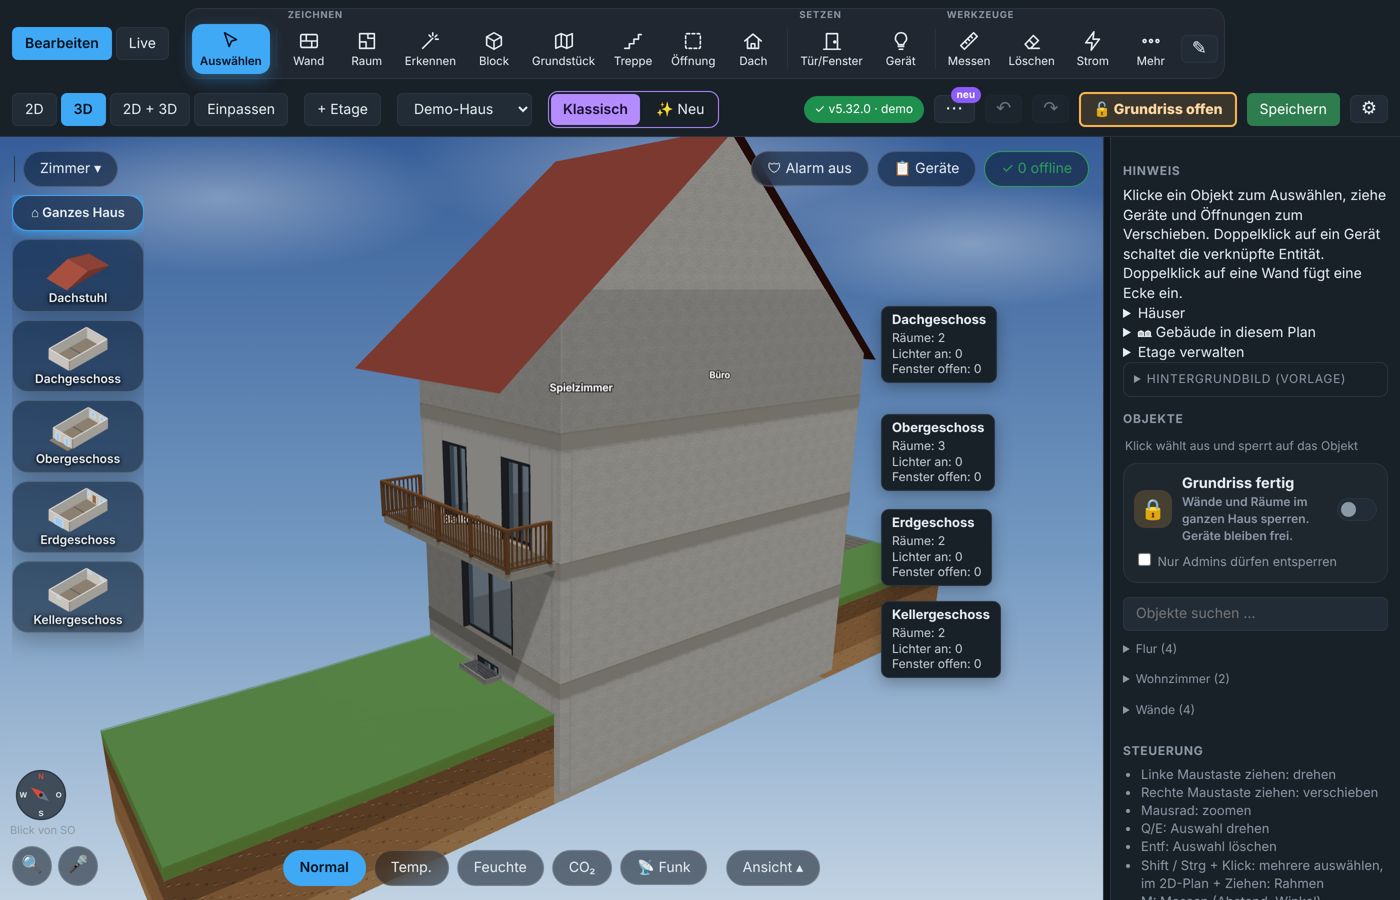 ZEICHNEN
SETZEN
WERKZEUGE
Bearbeiten
Live
Auswählen
Wand
Raum
Erkennen
Block
Grundstück
Treppe
Öffnung
Dach
Tür/Fenster
Gerät
Messen
Löschen
Strom
Mehr
2D
3D
2D + 3D
Einpassen
+ Etage
Demo-Haus
Klassisch
✨ Neu
✓ v5.32.0 · demo
neu
Grundriss offen
Speichern
Zimmer ▾
Alarm aus
Geräte
✓ 0 offline
⌂ Ganzes Haus
Dachstuhl
Dachgeschoss
Obergeschoss
Erdgeschoss
Kellergeschoss
Spielzimmer
Büro
Dachgeschoss
Räume: 2
Lichter an: 0
Fenster offen: 0
Obergeschoss
Räume: 3
Lichter an: 0
Fenster offen: 0
Erdgeschoss
Räume: 2
Lichter an: 0
Fenster offen: 0
Kellergeschoss
Räume: 2
Lichter an: 0
Fenster offen: 0
N
W
O
S
Blick von SO
Normal
Temp.
Feuchte
CO₂
Funk
Ansicht ▴
HINWEIS
Klicke ein Objekt zum Auswählen, ziehe
Geräte und Öffnungen zum
Verschieben. Doppelklick auf ein Gerät
schaltet die verknüpfte Entität.
Doppelklick auf eine Wand fügt eine
Ecke ein.
▶ Häuser
▶ Gebäude in diesem Plan
▶ Etage verwalten
▶ HINTERGRUNDBILD (VORLAGE)
OBJEKTE
Klick wählt aus und sperrt auf das Objekt
Grundriss fertig
Wände und Räume im
ganzen Haus sperren.
Geräte bleiben frei.
Nur Admins dürfen entsperren
Objekte suchen ...
▶ Flur (4)
▶ Wohnzimmer (2)
▶ Wände (4)
STEUERUNG
• Linke Maustaste ziehen: drehen
• Rechte Maustaste ziehen: verschieben
• Mausrad: zoomen
• Q/E: Auswahl drehen
• Entf: Auswahl löschen
• Shift / Strg + Klick: mehrere auswählen,
im 2D-Plan + Ziehen: Rahmen